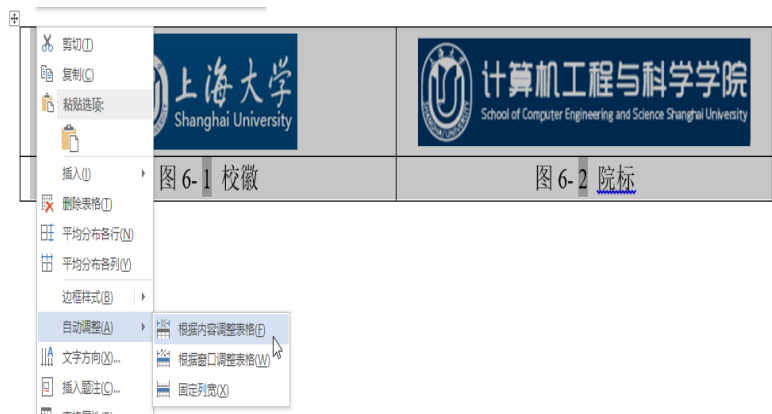 剪切(T)
复制(C)
粘贴选项:
插入(I)
删除表格(T)
平均分布各行(N)
平均分布各列(Y)
边框样式(B)
自动调整(A)
文字方向(X)...
插入题注(C)...
根据内容调整表格(F)
根据窗口调整表格(W)
固定列宽(X)
上海大学
Shanghai University
图 6- 1 校徽
计算机工程与科学学院
School of Computer Engineering and Science Shanghai University
图 6- 2 院标